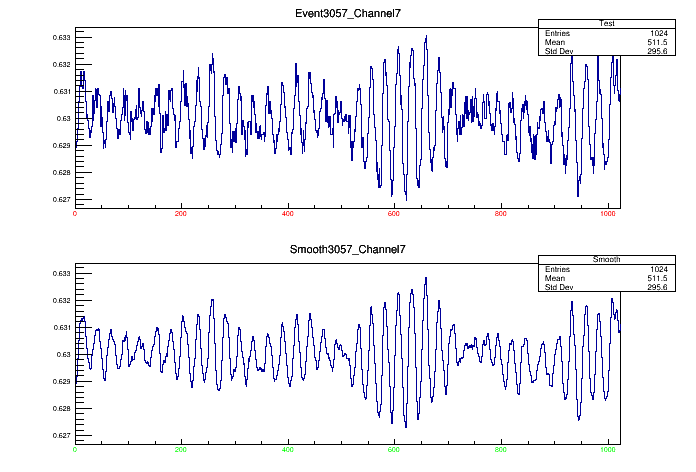 Event3057_Channel7
Test
Entries 1024
Mean 511.5
Std Dev 295.6
0.633
0.632
0.631
0.63
0.629
0.628
0.627
0 200 400 600 800 1000
Smooth3057_Channel7
Smooth
Entries 1024
Mean 511.5
Std Dev 295.6
0.633
0.632
0.631
0.63
0.629
0.628
0.627
0 200 400 600 800 1000